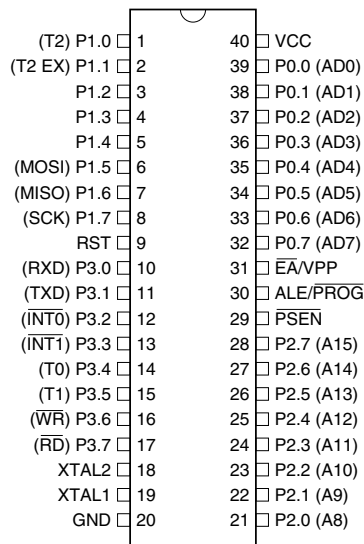 (T2) P1.0 1 40 VCC
(T2 EX) P1.1 2 39 P0.0 (AD0)
P1.2 3 38 P0.1 (AD1)
P1.3 4 37 P0.2 (AD2)
P1.4 5 36 P0.3 (AD3)
(MOSI) P1.5 6 35 P0.4 (AD4)
(MISO) P1.6 7 34 P0.5 (AD5)
(SCK) P1.7 8 33 P0.6 (AD6)
RST 9 32 P0.7 (AD7)
(RXD) P3.0 10 31 E̅A̅/VPP
(TXD) P3.1 11 30 ALE/P̅R̅O̅G̅
(I̅N̅T̅0̅) P3.2 12 29 P̅S̅E̅N̅
(I̅N̅T̅1̅) P3.3 13 28 P2.7 (A15)
(T0) P3.4 14 27 P2.6 (A14)
(T1) P3.5 15 26 P2.5 (A13)
(W̅R̅) P3.6 16 25 P2.4 (A12)
(R̅D̅) P3.7 17 24 P2.3 (A11)
XTAL2 18 23 P2.2 (A10)
XTAL1 19 22 P2.1 (A9)
GND 20 21 P2.0 (A8)